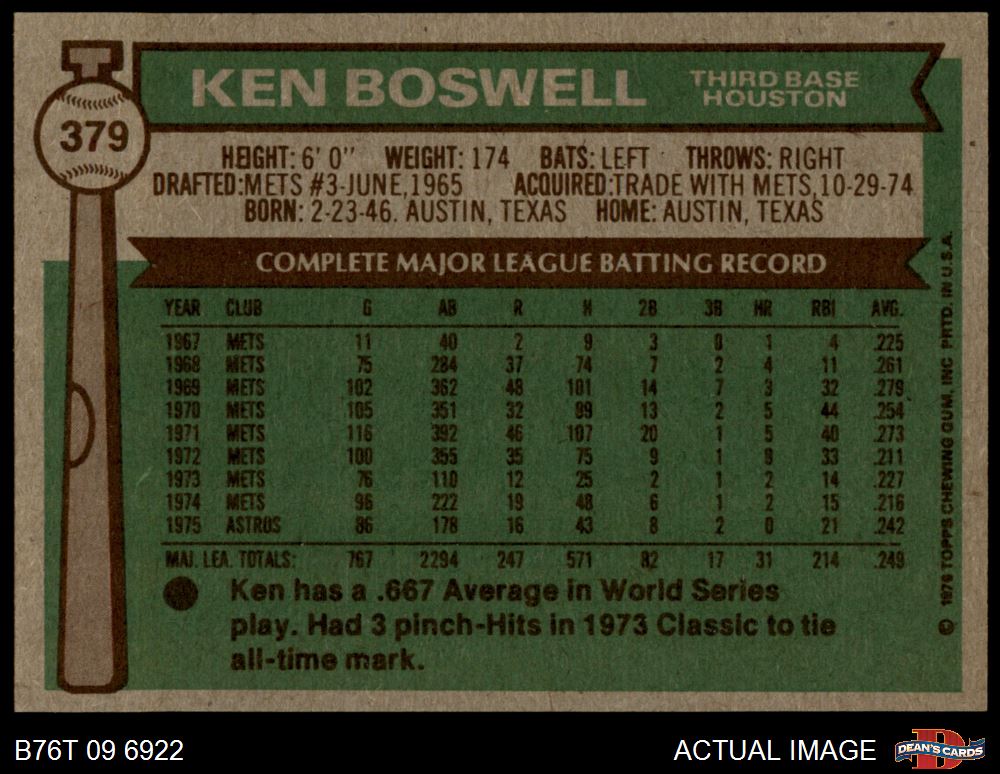 T
379
KEN BOSWELL THIRD BASE HOUSTON
HEIGHT: 6' 0" WEIGHT: 174 BATS: LEFT THROWS: RIGHT
DRAFTED:METS #3-JUNE,1965 ACQUIRED:TRADE WITH METS,10-29-74
BORN: 2-23-46. AUSTIN, TEXAS HOME: AUSTIN, TEXAS
COMPLETE MAJOR LEAGUE BATTING RECORD
YEAR CLUB G AB R H 2B 3B HR RBI AVG.
1967 METS 11 40 2 9 3 0 1 4 .225
1968 METS 75 284 37 74 7 2 4 11 .261
1969 METS 102 362 48 101 14 7 3 32 .279
1970 METS 105 351 32 99 13 2 5 44 .254
1971 METS 116 392 46 107 20 1 5 40 .273
1972 METS 100 355 35 75 9 1 9 33 .211
1973 METS 76 110 12 25 2 1 2 14 .227
1974 METS 96 222 19 48 6 1 2 15 .216
1975 ASTROS 86 178 16 43 8 2 0 21 .242
MAJ. LEA. TOTALS: 767 2294 247 571 82 17 31 214 .249
Ken has a .667 Average in World Series
play. Had 3 pinch-Hits in 1973 Classic to tie
all-time mark.
© 1976 TOPPS CHEWING GUM, INC PRTD. IN U.S.A.
B76T 09 6922 ACTUAL IMAGE D DEAN'S CARDS